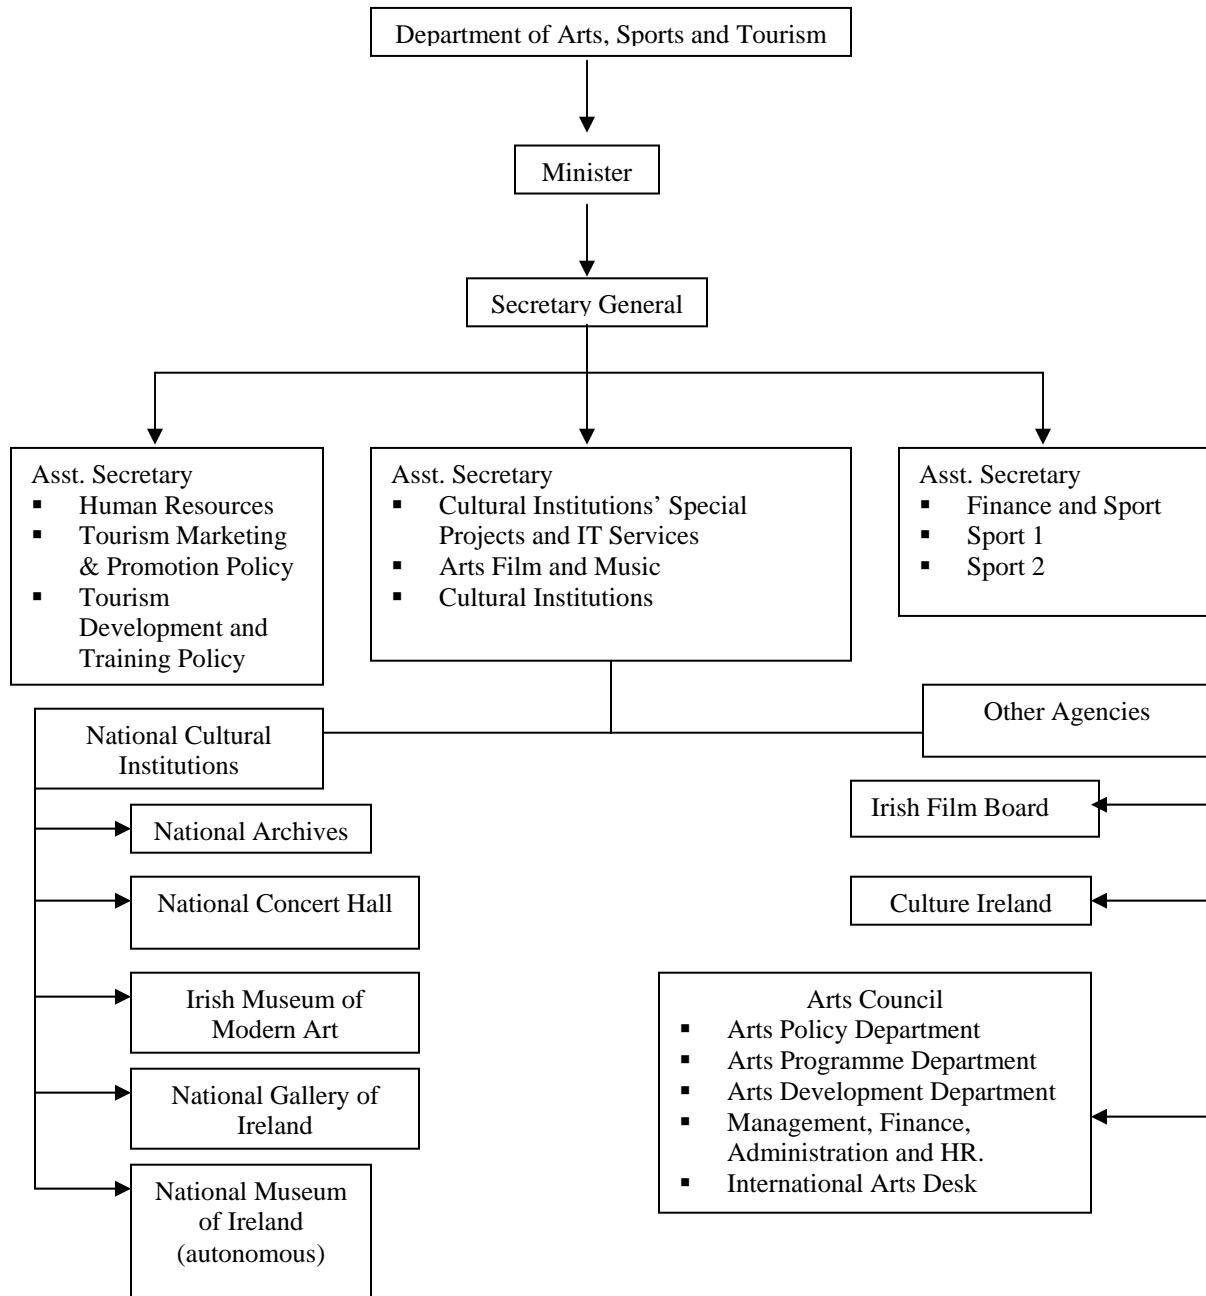 Department of Arts, Sports and Tourism
Minister
Secretary General
Asst. Secretary
▪ Human Resources
▪ Tourism Marketing
& Promotion Policy
▪ Tourism
Development and
Training Policy
Asst. Secretary
▪ Cultural Institutions’ Special
Projects and IT Services
▪ Arts Film and Music
▪ Cultural Institutions
Asst. Secretary
▪ Finance and Sport
▪ Sport 1
▪ Sport 2
National Cultural
Institutions
National Archives
National Concert Hall
Irish Museum of
Modern Art
National Gallery of
Ireland
National Museum
of Ireland
(autonomous)
Other Agencies
Irish Film Board
Culture Ireland
Arts Council
▪ Arts Policy Department
▪ Arts Programme Department
▪ Arts Development Department
▪ Management, Finance,
Administration and HR.
▪ International Arts Desk